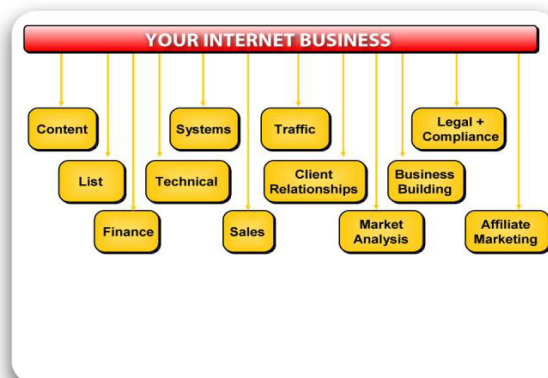 YOUR INTERNET BUSINESS
Content
Systems
Traffic
Legal +
Compliance
List
Technical
Client
Relationships
Business
Building
Finance
Sales
Market
Analysis
Affiliate
Marketing